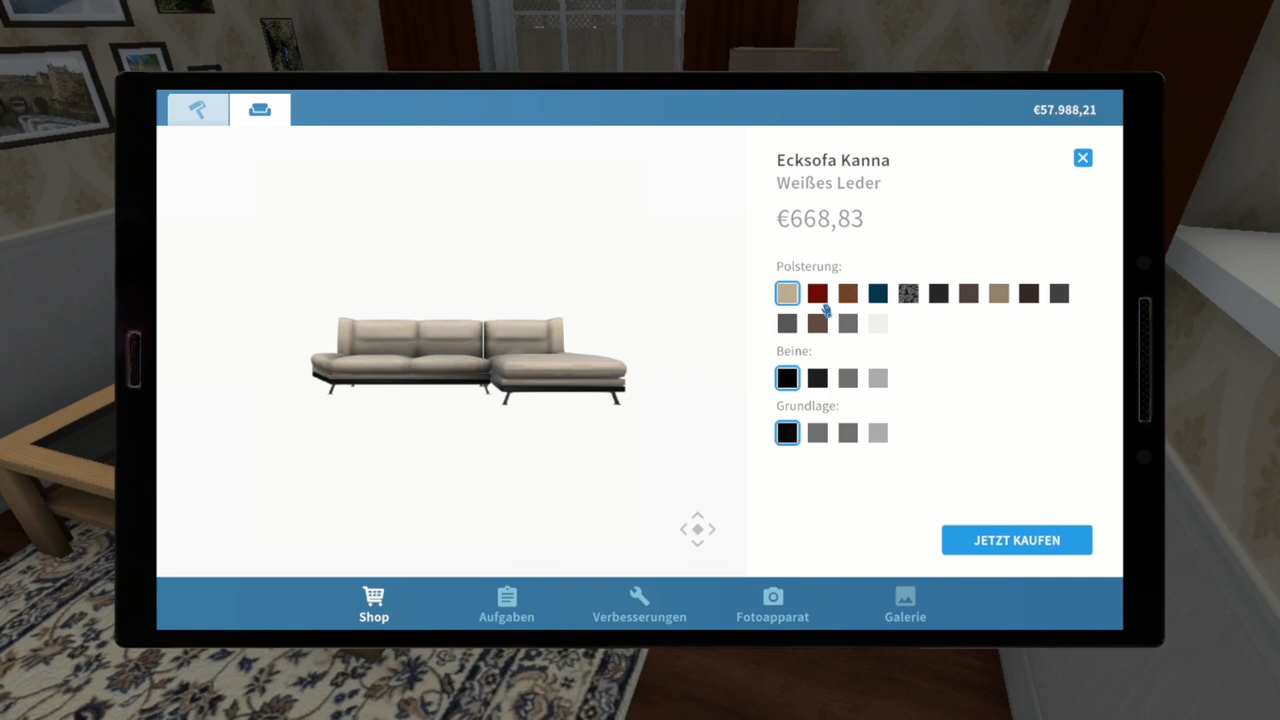 €57.988,21
Ecksofa Kanna
Weißes Leder
€668,83
Polsterung:
Beine:
Grundlage:
JETZT KAUFEN
Shop
Aufgaben
Verbesserungen
Fotoapparat
Galerie